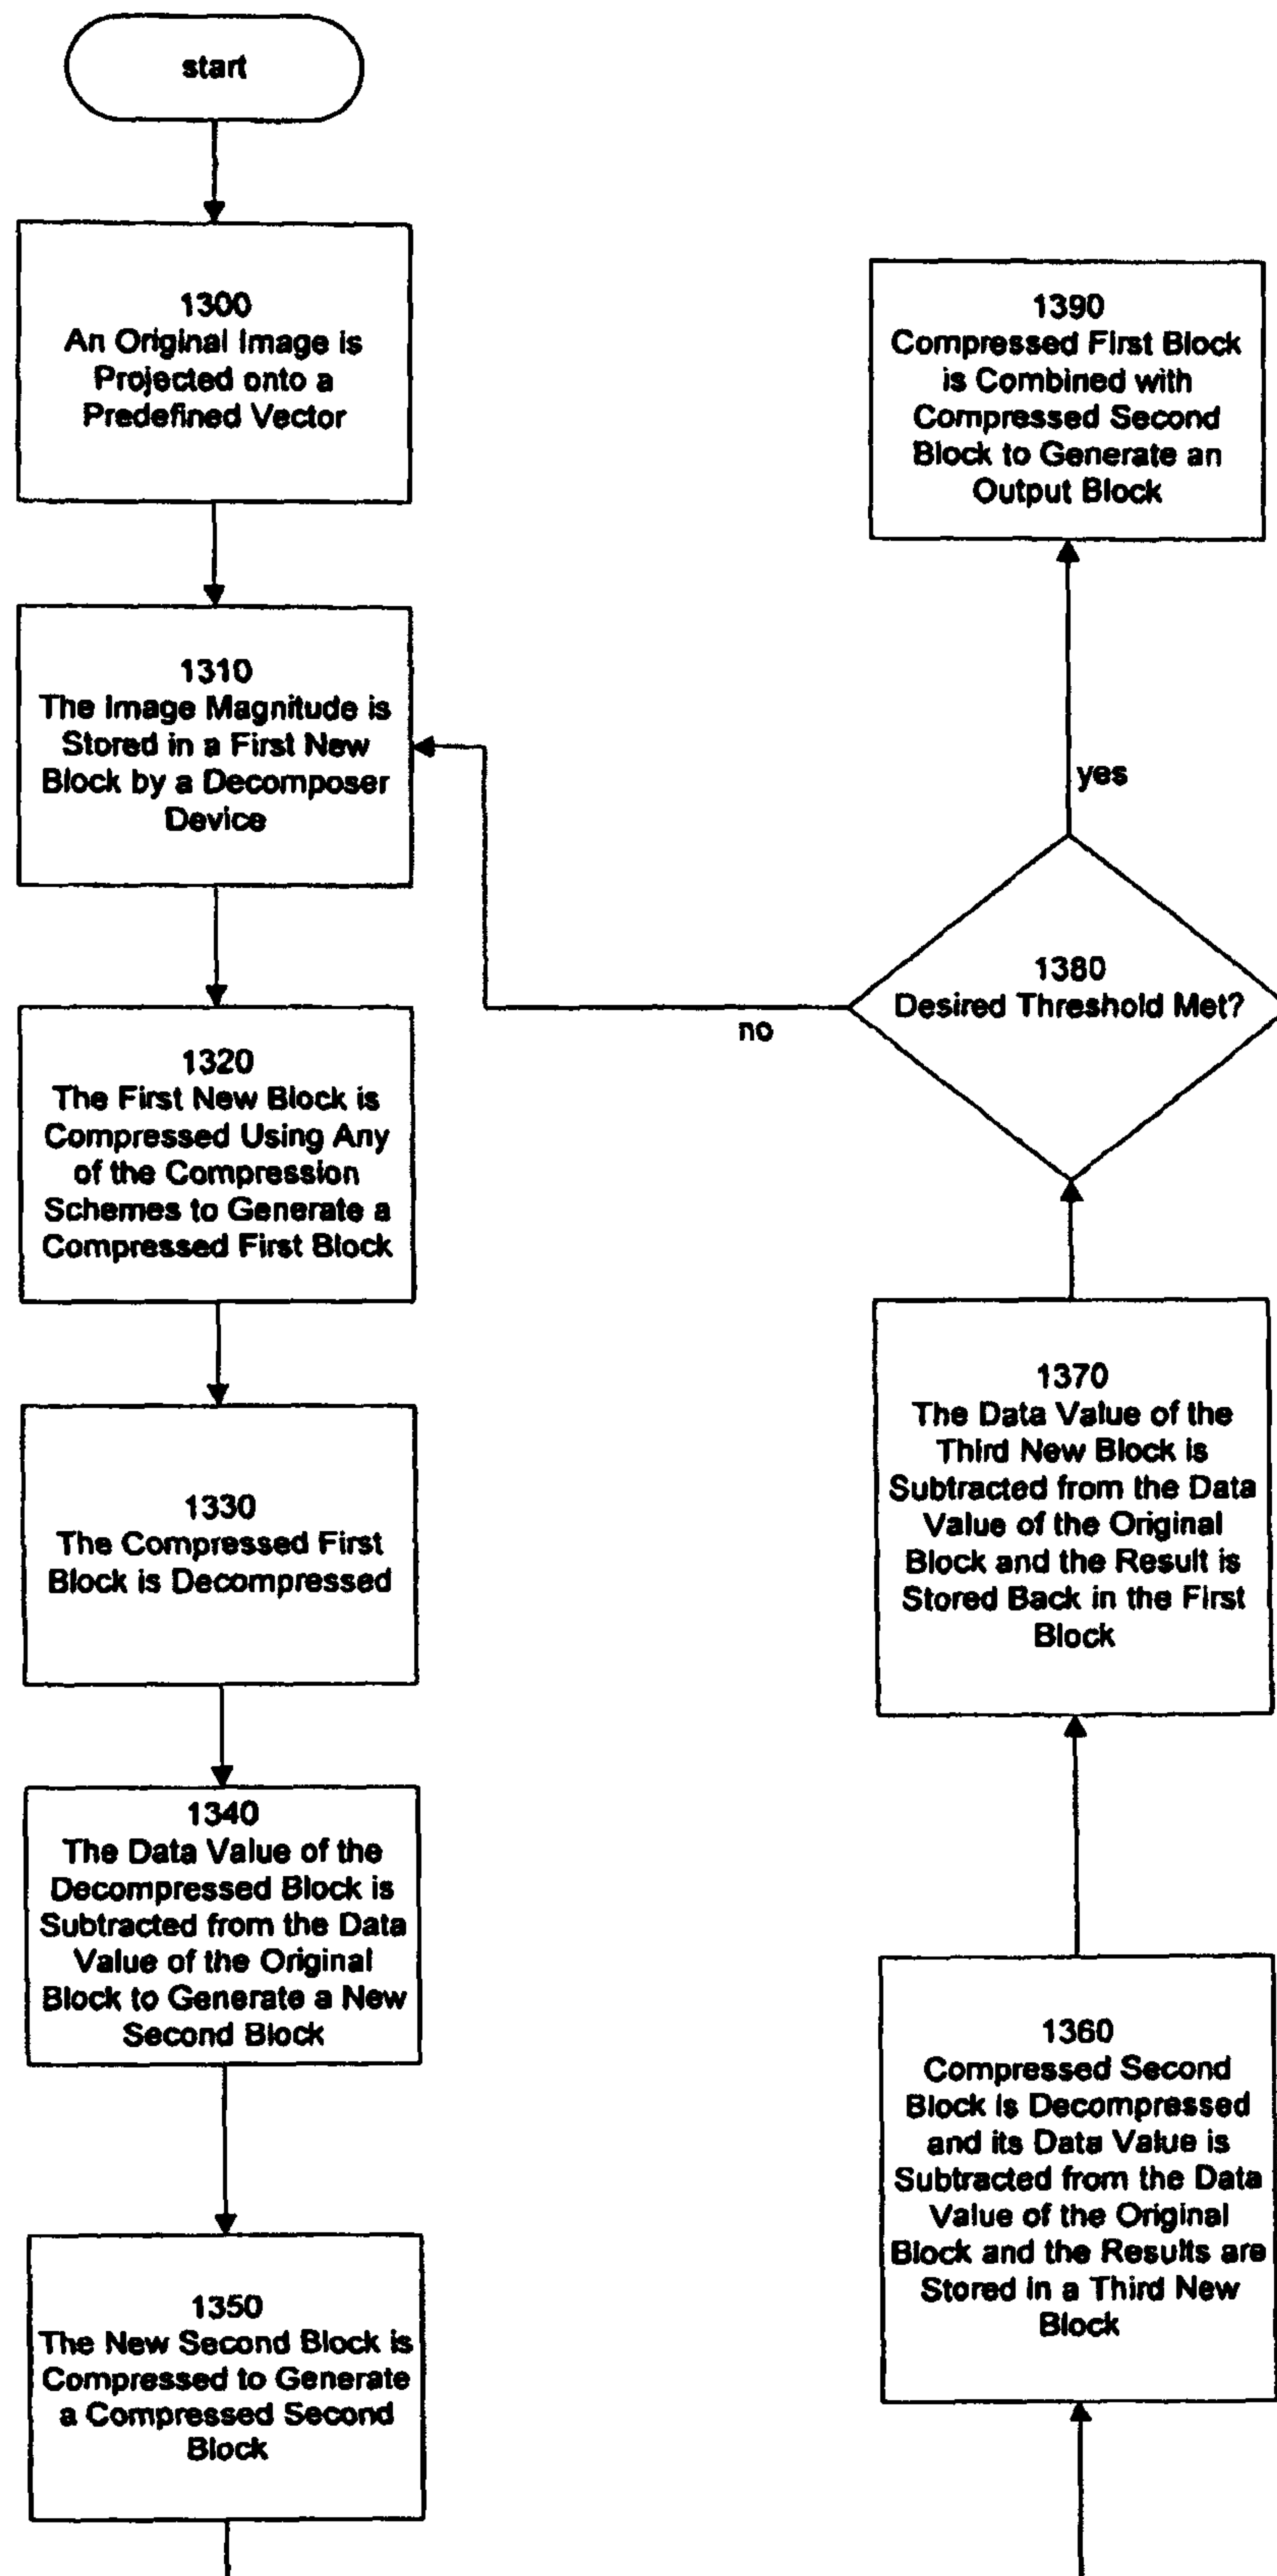 start
1300
An Original Image is
Projected onto a
Predefined Vector
1310
The Image Magnitude is
Stored in a First New
Block by a Decomposer
Device
1320
The First New Block is
Compressed Using Any
of the Compression
Schemes to Generate a
Compressed First Block
1330
The Compressed First
Block is Decompressed
1340
The Data Value of the
Decompressed Block is
Subtracted from the Data
Value of the Original
Block to Generate a New
Second Block
1350
The New Second Block is
Compressed to Generate
a Compressed Second
Block
1360
Compressed Second
Block is Decompressed
and its Data Value is
Subtracted from the Data
Value of the Original
Block and the Results are
Stored in a Third New
Block
1370
The Data Value of the
Third New Block is
Subtracted from the Data
Value of the Original
Block and the Result is
Stored Back in the First
Block
1380
Desired Threshold Met?
no
yes
1390
Compressed First Block
is Combined with
Compressed Second
Block to Generate an
Output Block